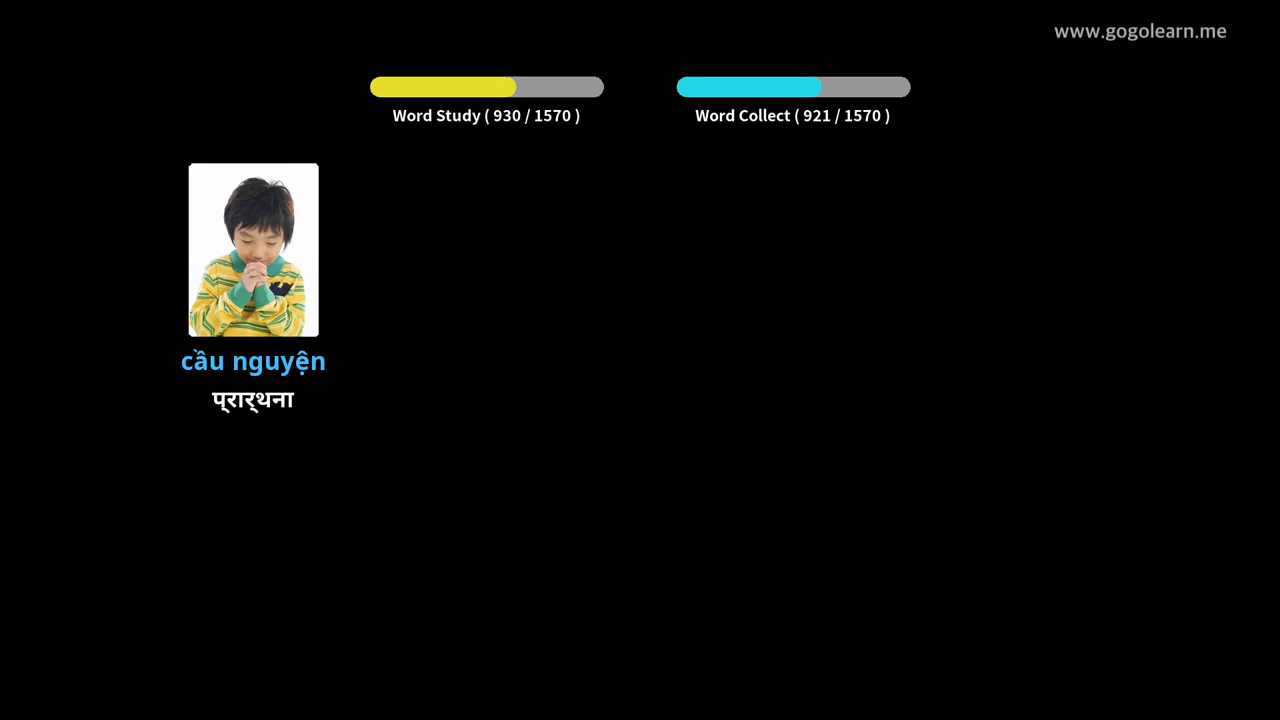 www.gogolearn.me
Word Study ( 930 / 1570 )
Word Collect ( 921 / 1570 )
cầu nguyện
प्रार्थना